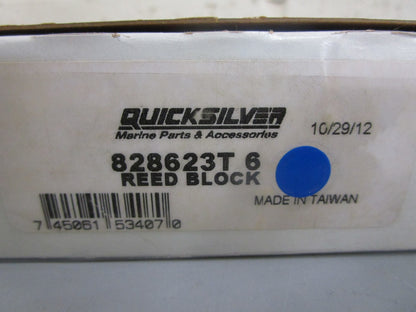 QUICKSILVER
Marine Parts & Accessories
10/29/12
828623T 6
REED BLOCK
MADE IN TAIWAN
7 45061 53407 0